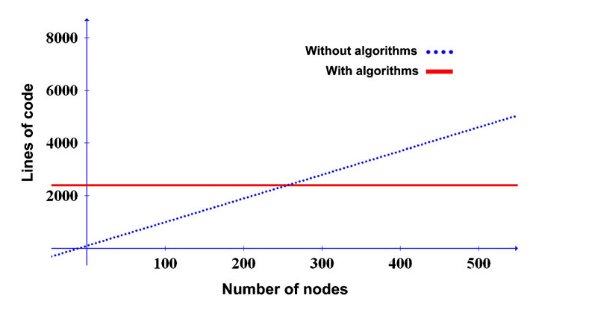 8000
Without algorithms
With algorithms
6000
Lines of code
4000
2000
100 200 300 400 500
Number of nodes